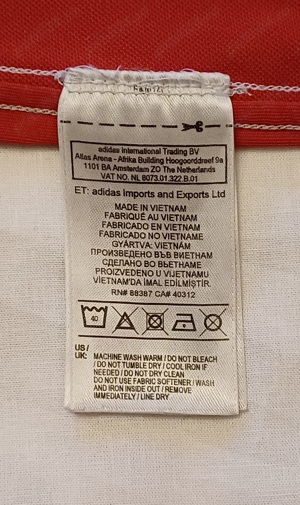 adidas International Trading BV
Atlas Arena - Afrika Building Hoogoorddreef 9a
1101 BA Amsterdam ZO The Netherlands
VAT NO. NL 8073.01.322.B.01
ET: adidas Imports and Exports Ltd
MADE IN VIETNAM
FABRIQUÉ AU VIETNAM
FABRICADO EN VIETNAM
FABRICADO NO VIETNAME
GYÁRTVA: VIETNÁM
ПРОИЗВЕДЕНО ВЪВ ВИЕТНАМ
СДЕЛАНО ВО ВЬЕТНАМЕ
PROIZVEDENO U VIJETNAMU
VIETNAM'DA İMAL EDİLMİŞTİR.
RN# 88387 CA# 40312
40
US /
UK: MACHINE WASH WARM / DO NOT BLEACH
/ DO NOT TUMBLE DRY / COOL IRON IF
NEEDED / DO NOT DRY CLEAN
DO NOT USE FABRIC SOFTENER / WASH
AND IRON INSIDE OUT / REMOVE
IMMEDIATELY / LINE DRY